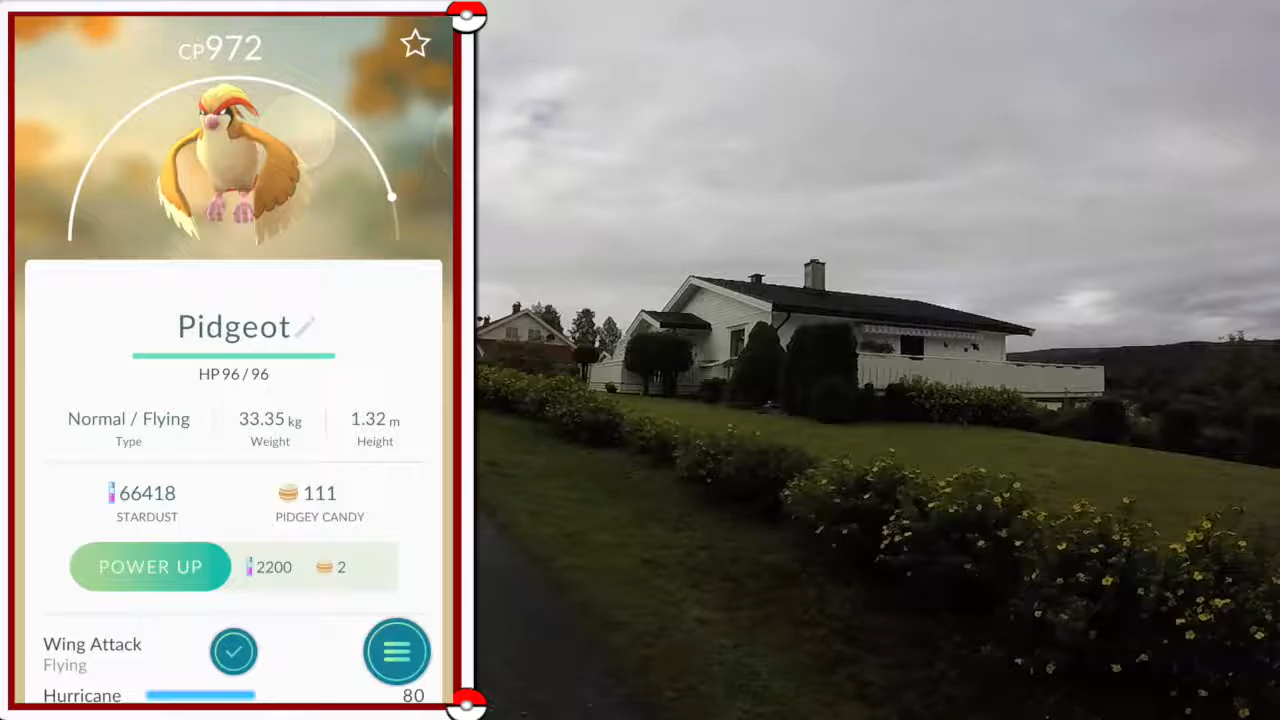 CP972
Pidgeot
HP 96 / 96
Normal / Flying 33.35 kg 1.32 m
Type Weight Height
66418 111
STARDUST PIDGEY CANDY
POWER UP 2200 2
Wing Attack
Flying
Hurricane 80